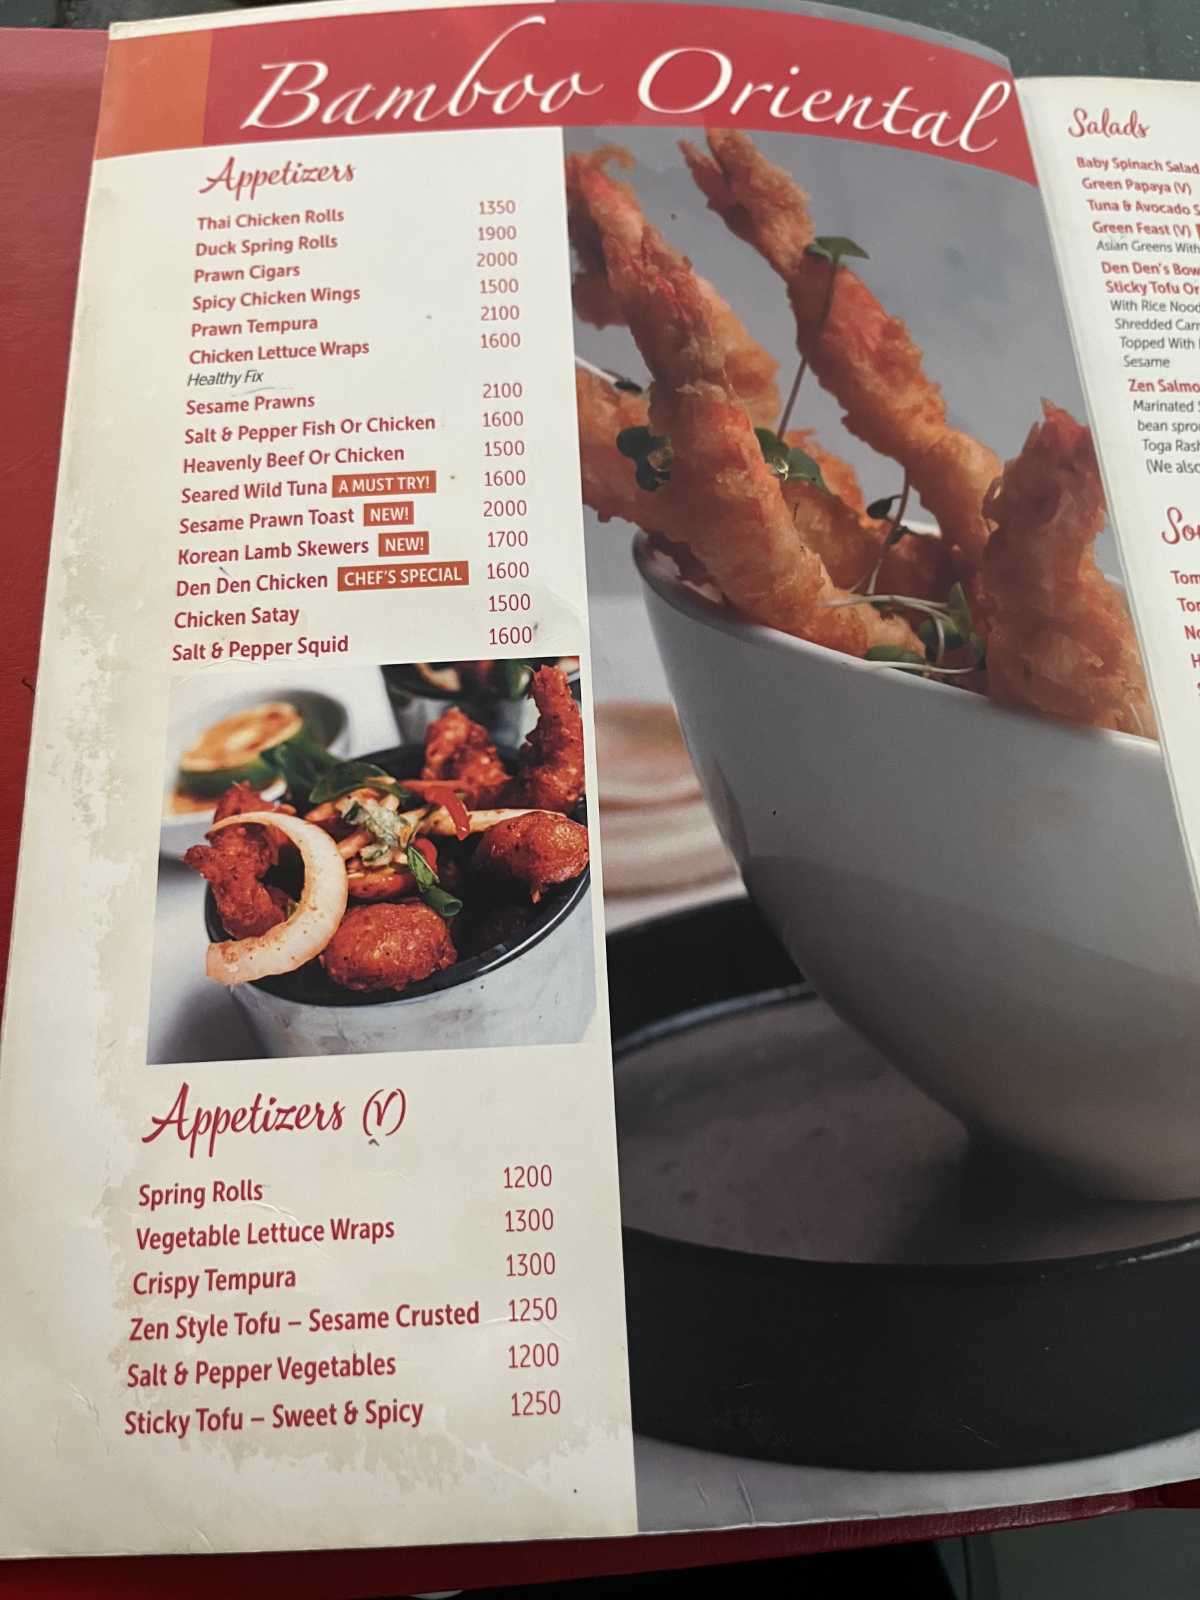 Bamboo Oriental
Appetizers
Thai Chicken Rolls 1350
Duck Spring Rolls 1900
Prawn Cigars 2000
Spicy Chicken Wings 1500
Prawn Tempura 2100
Chicken Lettuce Wraps 1600
Healthy Fix
Sesame Prawns 2100
Salt & Pepper Fish Or Chicken 1600
Heavenly Beef Or Chicken 1500
Seared Wild Tuna A MUST TRY! 1600
Sesame Prawn Toast NEW! 2000
Korean Lamb Skewers NEW! 1700
Den Den Chicken CHEF'S SPECIAL 1600
Chicken Satay 1500
Salt & Pepper Squid 1600
Appetizers (V)
Spring Rolls 1200
Vegetable Lettuce Wraps 1300
Crispy Tempura 1300
Zen Style Tofu – Sesame Crusted 1250
Salt & Pepper Vegetables 1200
Sticky Tofu – Sweet & Spicy 1250
Salads
Baby Spinach Salad
Green Papaya (V)
Tuna & Avocado
Green Feast (V)
Asian Greens With
Den Den's
Sticky Tofu Or
With Rice
Shredded
Topped With
Sesame
Zen
Marinated
bean
Toga
(We